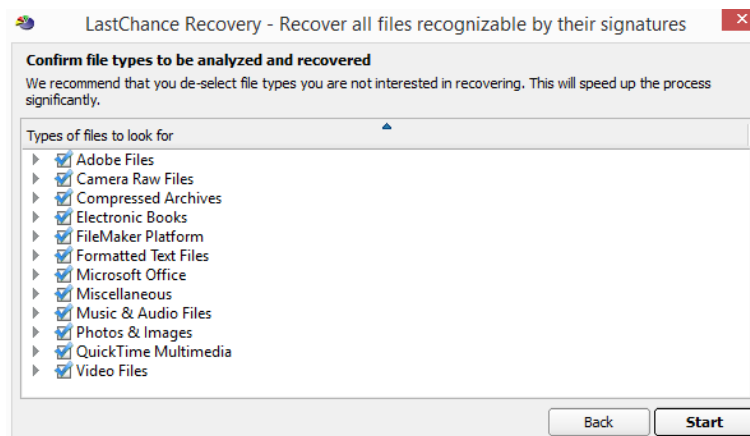 LastChance Recovery - Recover all files recognizable by their signatures
Confirm file types to be analyzed and recovered
We recommend that you de-select file types you are not interested in recovering. This will speed up the process
significantly.
Types of files to look for
Adobe Files
Camera Raw Files
Compressed Archives
Electronic Books
FileMaker Platform
Formatted Text Files
Microsoft Office
Miscellaneous
Music & Audio Files
Photos & Images
QuickTime Multimedia
Video Files
Back Start